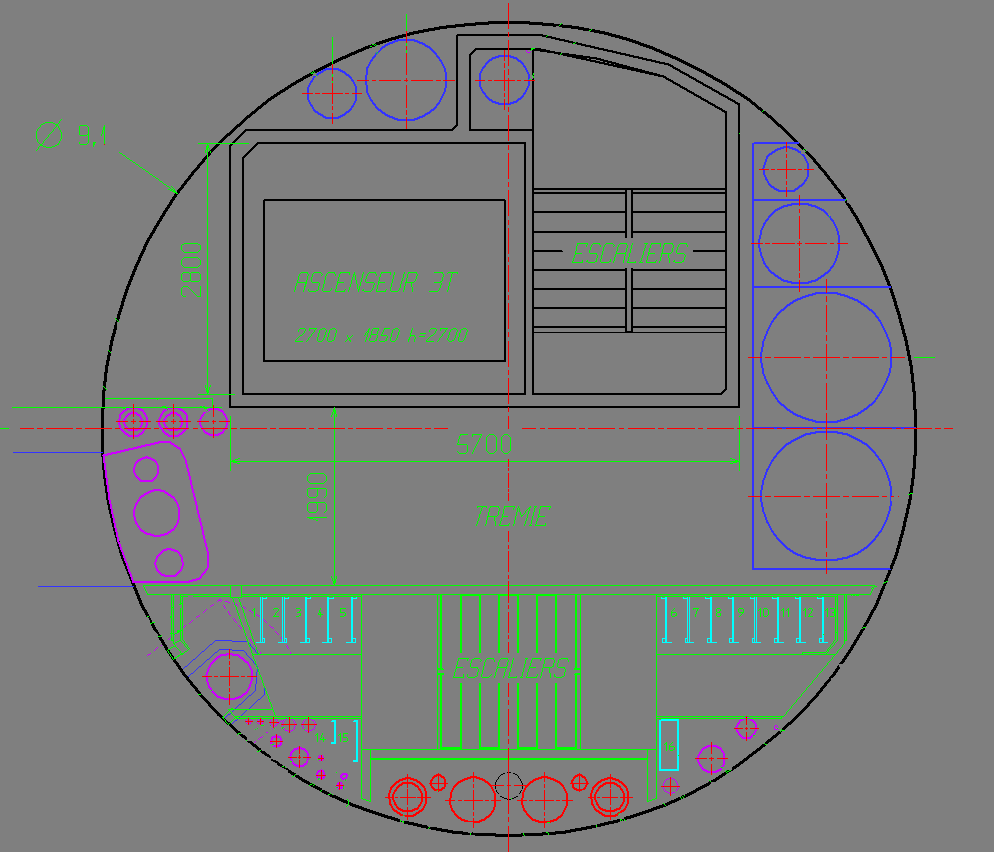 Ø 9,1
ESCALIERS
2800
ASCENSEUR 3T
2700 x 1850 h=2700
5700
1990
TREMIE
1 2 3 4 5
6 7 8 9 10 11 12 13
ESCALIERS
14 15
16